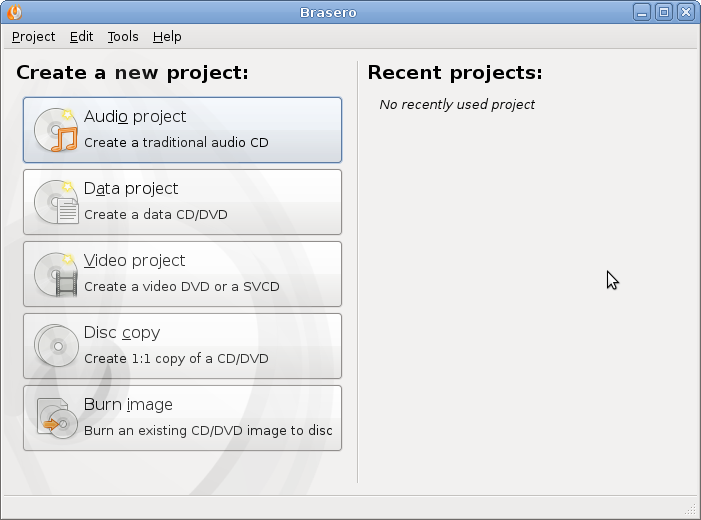 Brasero
Project Edit Tools Help
Create a new project:
Audio project
Create a traditional audio CD
Data project
Create a data CD/DVD
Video project
Create a video DVD or a SVCD
Disc copy
Create 1:1 copy of a CD/DVD
Burn image
Burn an existing CD/DVD image to disc
Recent projects:
No recently used project